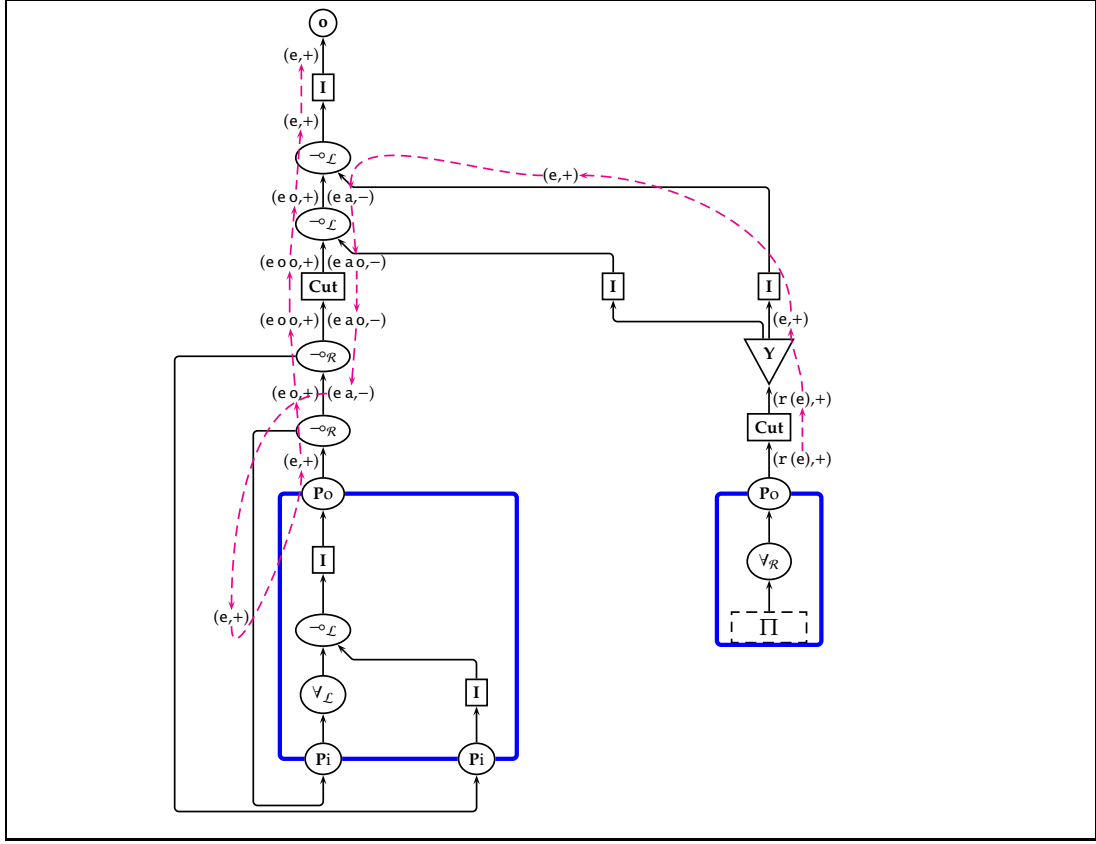 o
(e,+)
I
(e,+)
⊸ℒ
(e,+)
(e o,+) (e a,−)
⊸ℒ
(e o o,+) (e a o,−)
Cut I I
(e o o,+) (e a o,−) (e,+)
⊸ℛ Y
(e o,+) (e a,−) (r (e),+)
⊸ℛ Cut
(e,+) (r (e),+)
Po Po
I ∀ℛ
(e,+) ⊸ℒ Π
∀ℒ I
Pi Pi